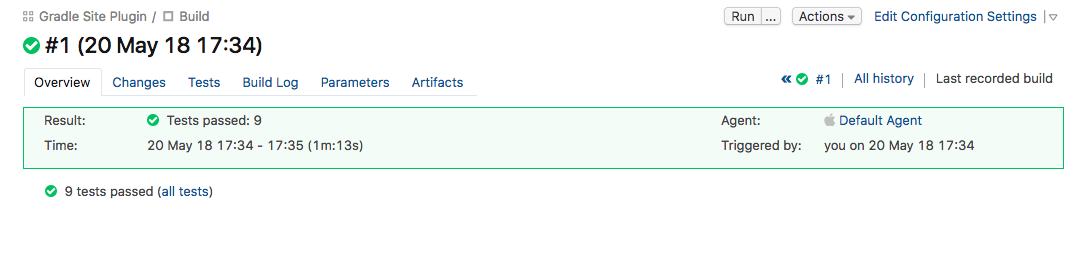 Gradle Site Plugin / Build Run ... Actions Edit Configuration Settings
#1 (20 May 18 17:34)
Overview Changes Tests Build Log Parameters Artifacts « #1 All history Last recorded build
Result: Tests passed: 9 Agent: Default Agent
Time: 20 May 18 17:34 - 17:35 (1m:13s) Triggered by: you on 20 May 18 17:34
9 tests passed (all tests)